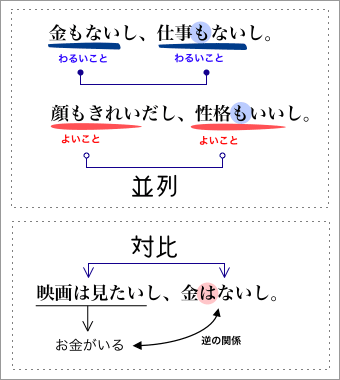 金もないし、仕事もないし。
わるいこと わるいこと
顔もきれいだし、性格もいいし。
よいこと よいこと
並列
対比
映画は見たいし、金はないし。
お金がいる 逆の関係